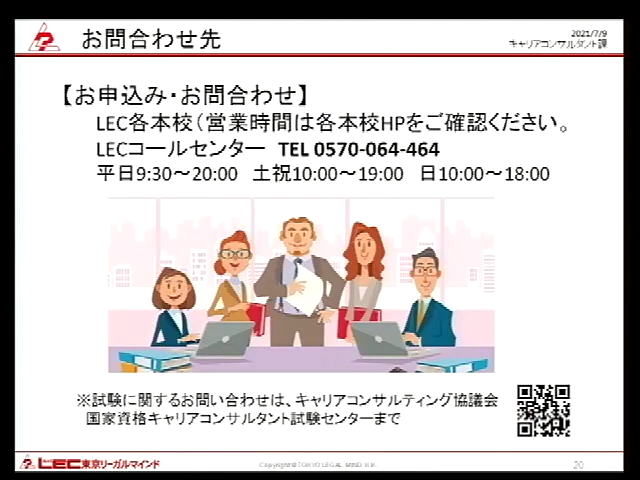 お問合わせ先
2021/7/9
キャリアコンサルタント課
【お申込み・お問合わせ】
LEC各本校（営業時間は各本校HPをご確認ください。
LECコールセンター TEL 0570-064-464
平日9:30～20:00 土祝10:00～19:00 日10:00～18:00
※試験に関するお問い合わせは、キャリアコンサルティング協議会
国家資格キャリアコンサルタント試験センターまで
LEC東京リーガルマインド
20